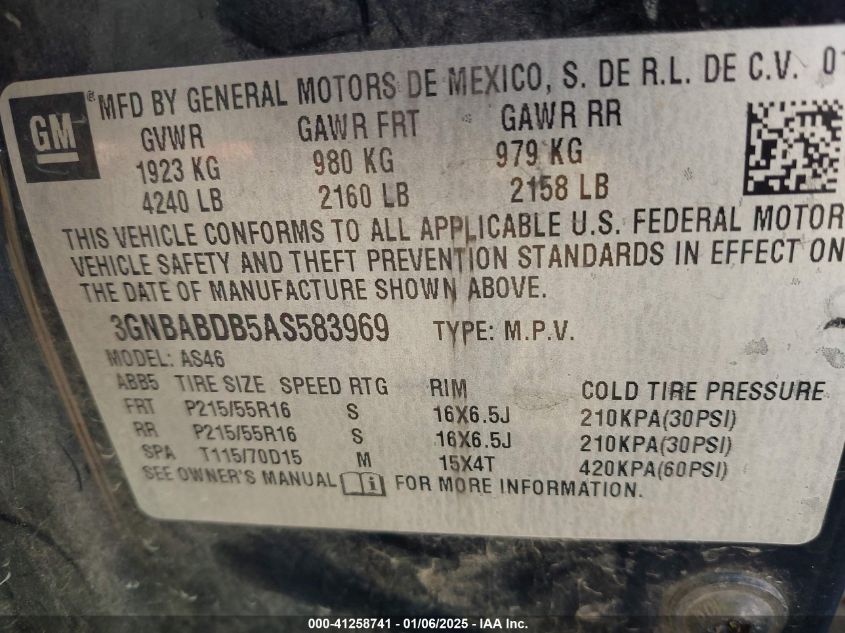 GM
® MFD BY GENERAL MOTORS DE MEXICO, S. DE R.L. DE C.V. 01
GVWR GAWR FRT GAWR RR
1923 KG 980 KG 979 KG
4240 LB 2160 LB 2158 LB
THIS VEHICLE CONFORMS TO ALL APPLICABLE U.S. FEDERAL MOTOR
VEHICLE SAFETY AND THEFT PREVENTION STANDARDS IN EFFECT ON
THE DATE OF MANUFACTURE SHOWN ABOVE.
3GNBABDB5AS583969 TYPE: M.P.V.
MODEL: AS46
ABB5 TIRE SIZE SPEED RTG RIM COLD TIRE PRESSURE
FRT P215/55R16 S 16X6.5J 210KPA(30PSI)
RR P215/55R16 S 16X6.5J 210KPA(30PSI)
SPA T115/70D15 M 15X4T 420KPA(60PSI)
SEE OWNER'S MANUAL i FOR MORE INFORMATION.
000-41258741 - 01/06/2025 - IAA Inc.